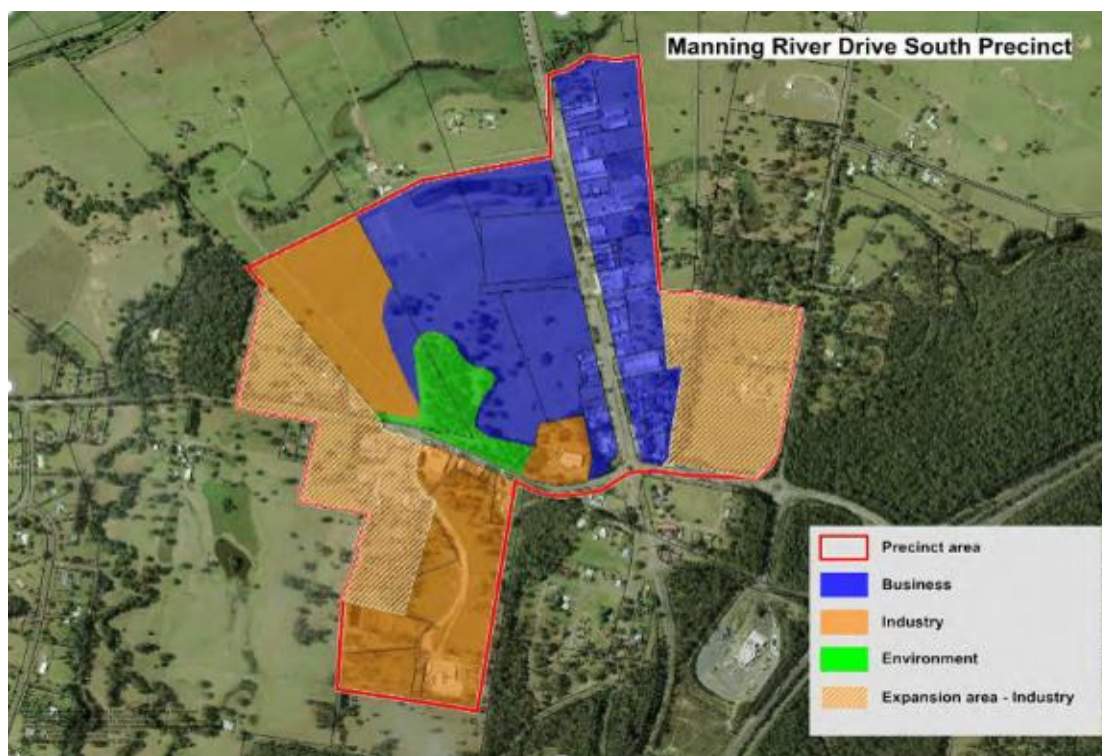 Manning River Drive South Precinct
Precinct area
Business
Industry
Environment
Expansion area - Industry